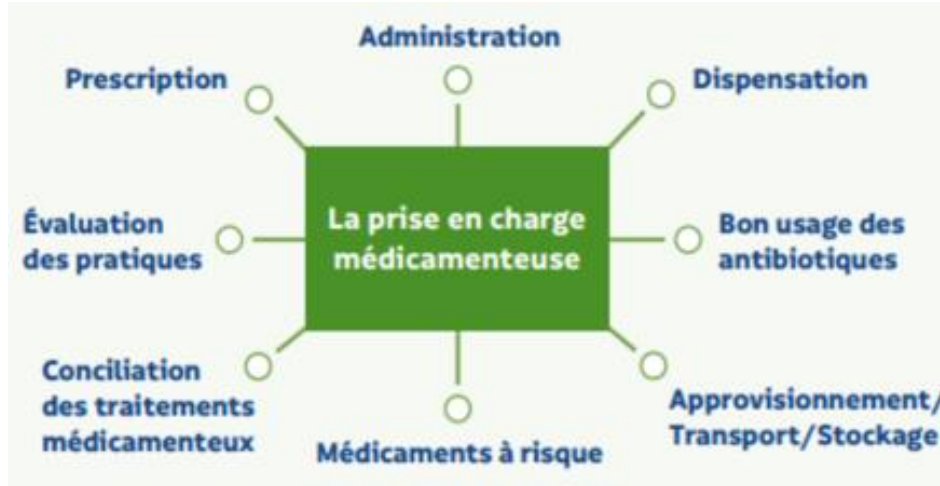 Administration
Prescription
Dispensation
La prise en charge
médicamenteuse
Évaluation
des pratiques
Bon usage des
antibiotiques
Conciliation
des traitements
médicamenteux
Médicaments à risque
Approvisionnement/
Transport/Stockage